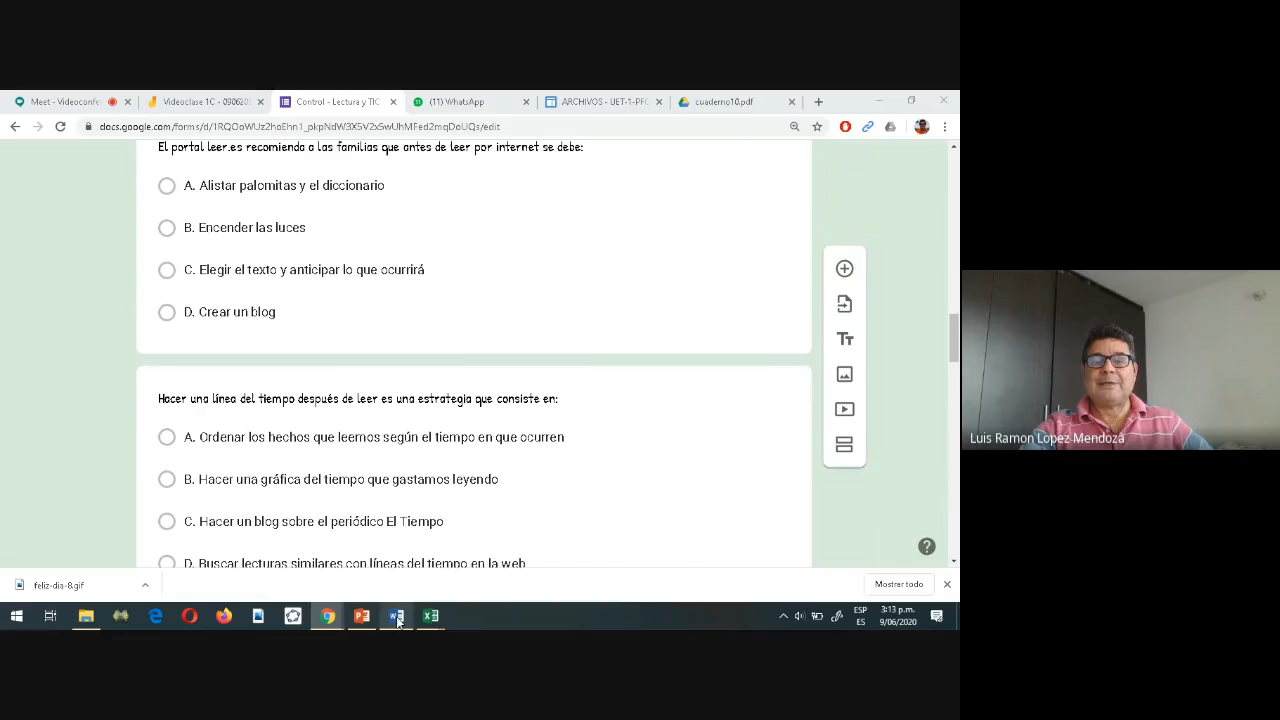 Meet - Videoconfe
Videoclase 1C - 090620
Control - Lectura y TIC
(11) WhatsApp
ARCHIVOS - UET-1-PFC
cuaderno10.pdf
El portal leer.es recomienda a las familias que antes de leer por internet se debe:
A. Alistar palomitas y el diccionario
B. Encender las luces
C. Elegir el texto y anticipar lo que ocurrirá
D. Crear un blog
Hacer una línea del tiempo después de leer es una estrategia que consiste en:
A. Ordenar los hechos que leemos según el tiempo en que ocurren
B. Hacer una gráfica del tiempo que gastamos leyendo
C. Hacer un blog sobre el periódico El Tiempo
D. Buscar lecturas similares con líneas del tiempo en la web
Luis Ramon Lopez Mendoza
feliz-dia-8.gif
Mostrar todo
ESP
ES
3:13 p.m.
9/06/2020